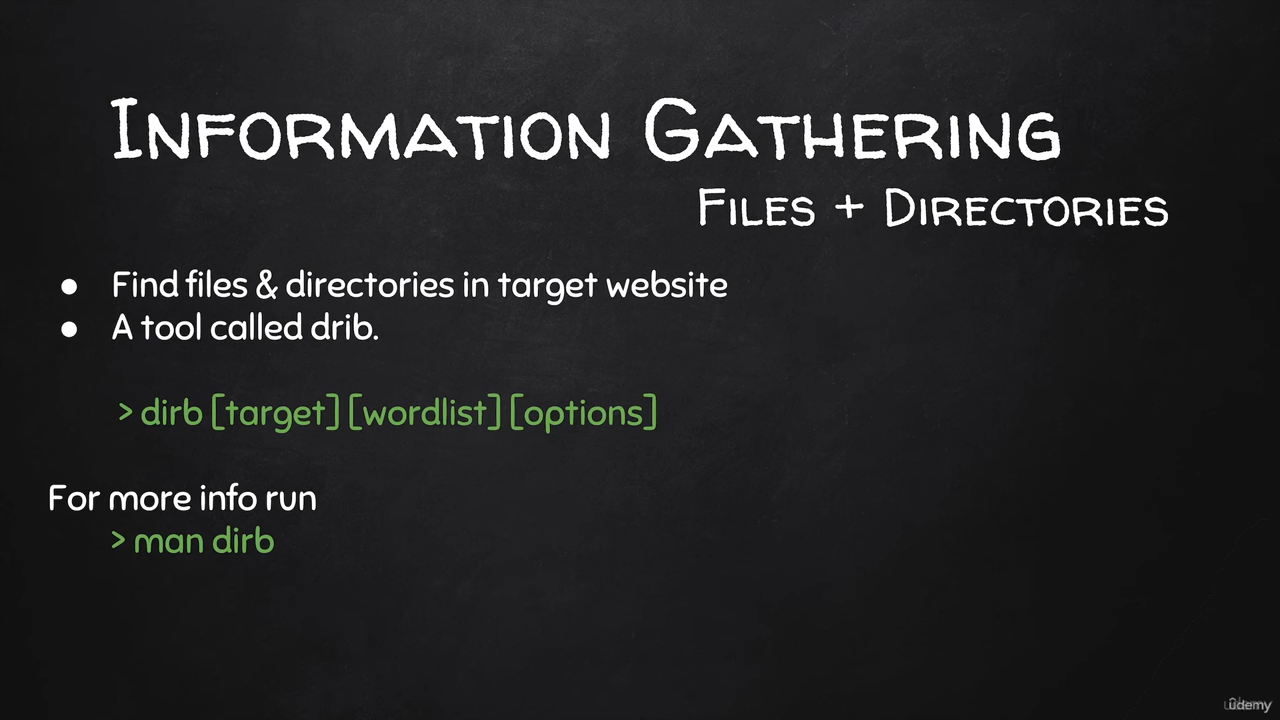 Information Gathering
Files + Directories
● Find files & directories in target website
● A tool called drib.
> dirb [target] [wordlist] [options]
For more info run
> man dirb
ûdemy